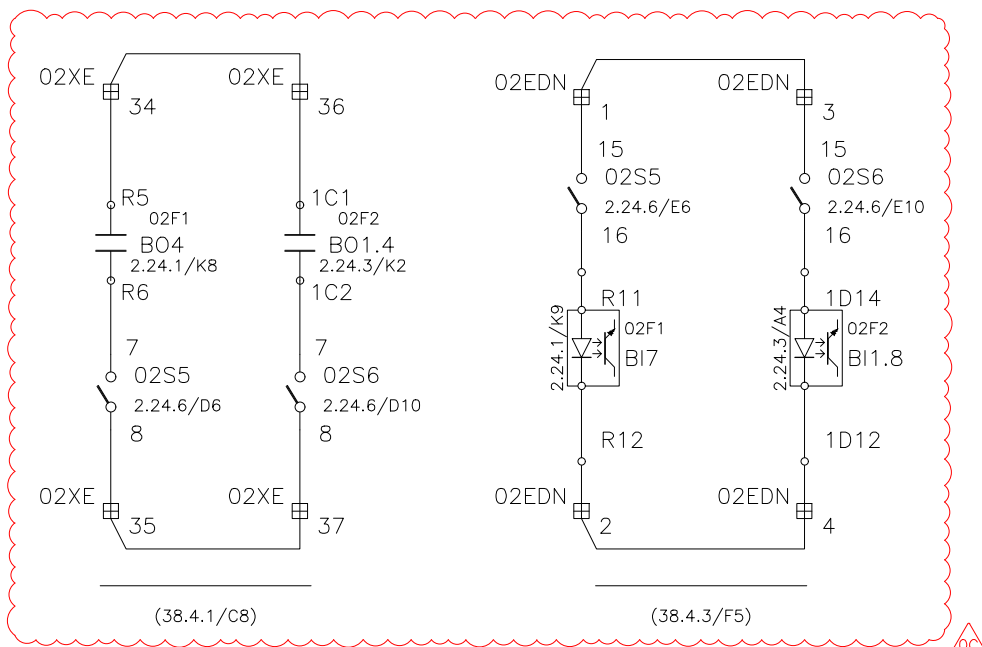 02XE
34
02XE
36
R5
02F1
BO4
2.24.1/K8
R6
1C1
02F2
BO1.4
2.24.3/K2
1C2
7
02S5
2.24.6/D6
8
7
02S6
2.24.6/D10
8
02XE
35
02XE
37
(38.4.1/C8)
02EDN
1
02EDN
3
15
02S5
2.24.6/E6
16
15
02S6
2.24.6/E10
16
R11
2.24.1/K9
02F1
BI7
R12
1D14
2.24.3/A4
02F2
BI1.8
1D12
02EDN
2
02EDN
4
(38.4.3/F5)